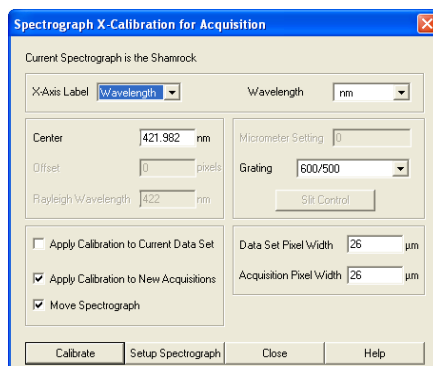 Spectrograph X-Calibration for Acquisition
Current Spectrograph is the Shamrock
X-Axis Label Wavelength Wavelength nm
Center 421.982 nm Micrometer Setting 0
Offset 0 pixels Grating 600/500
Rayleigh Wavelength 422 nm Slit Control
Apply Calibration to Current Data Set Data Set Pixel Width 26 µm
Apply Calibration to New Acquisitions Acquisition Pixel Width 26 µm
Move Spectrograph
Calibrate Setup Spectrograph Close Help